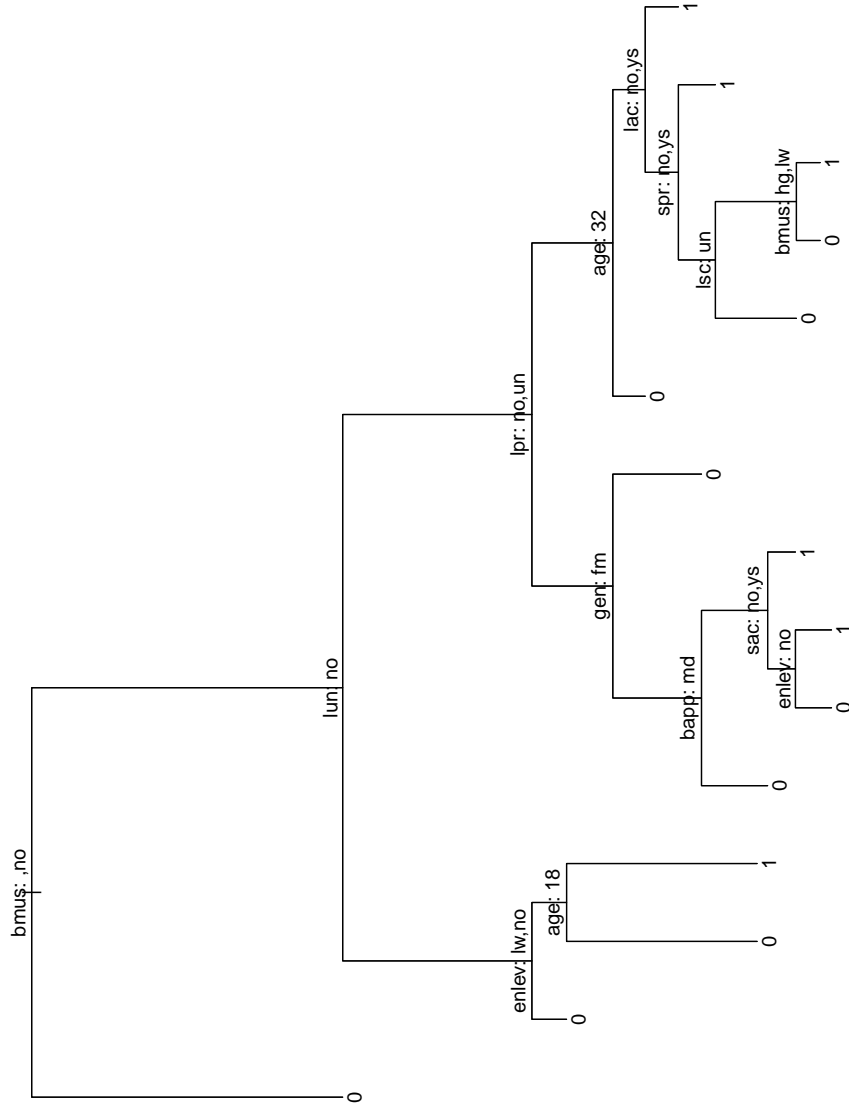 bmus: ,no
0
lun: no
enlev: lw,no
0
age: 18
0
1
lpr: no,un
gen: fm
bapp: md
0
sac: no,ys
enlev: no
0
1
1
0
age: 32
0
lac: no,ys
spr: no,ys
lsc: un
0
bmus: hg,lw
0
1
1
1